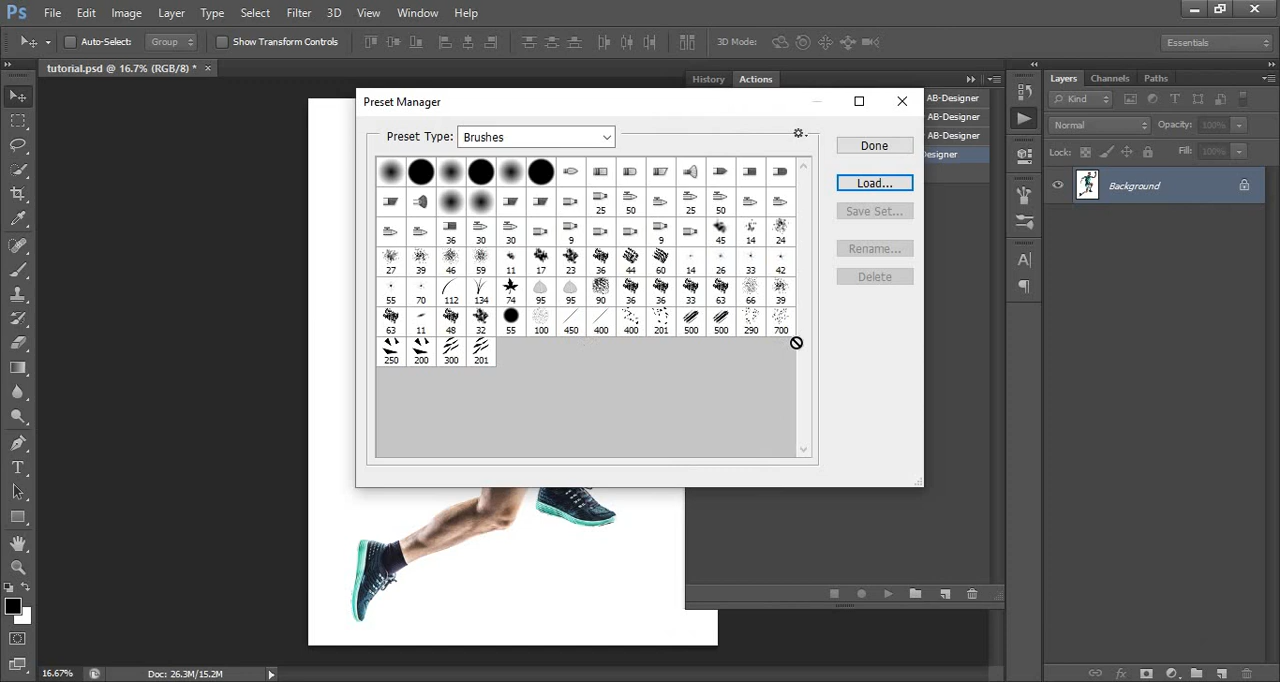 Ps File Edit Image Layer Type Select Filter 3D View Window Help
Auto-Select: Group Show Transform Controls 3D Mode: Essentials
tutorial.psd @ 16.7% (RGB/8) * ×
History Actions
Layers Channels Paths
Preset Manager
AB-Designer
Kind
AB-Designer
Normal Opacity: 100%
Preset Type: Brushes
AB-Designer
Done
esigner
Lock: Fill: 100%
Load...
Background
25 50 25 50
Save Set...
36 30 30 9 9 45 14 24
Rename...
27 39 46 59 11 17 23 36 44 60 14 26 33 42
Delete
55 70 112 134 74 95 95 90 36 36 33 63 66 39
63 11 48 32 55 100 450 400 400 201 500 500 290 700
250 200 300 201
16.67% Doc: 26.3M/15.2M